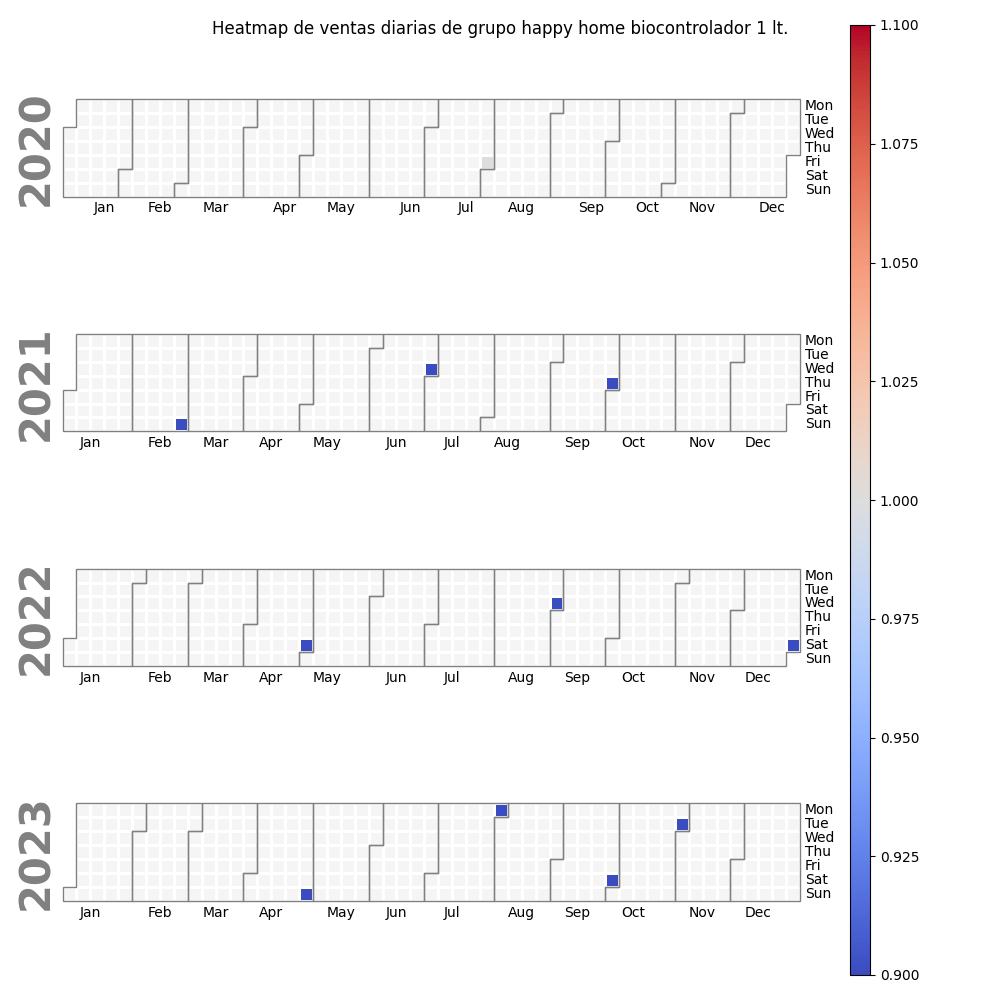 Heatmap de ventas diarias de grupo happy home biocontrolador 1 lt.
2020
Mon
Tue
Wed
Thu
Fri
Sat
Sun
Jan Feb Mar Apr May Jun Jul Aug Sep Oct Nov Dec
2021
Mon
Tue
Wed
Thu
Fri
Sat
Sun
Jan Feb Mar Apr May Jun Jul Aug Sep Oct Nov Dec
2022
Mon
Tue
Wed
Thu
Fri
Sat
Sun
Jan Feb Mar Apr May Jun Jul Aug Sep Oct Nov Dec
2023
Mon
Tue
Wed
Thu
Fri
Sat
Sun
Jan Feb Mar Apr May Jun Jul Aug Sep Oct Nov Dec
1.100
1.075
1.050
1.025
1.000
0.975
0.950
0.925
0.900